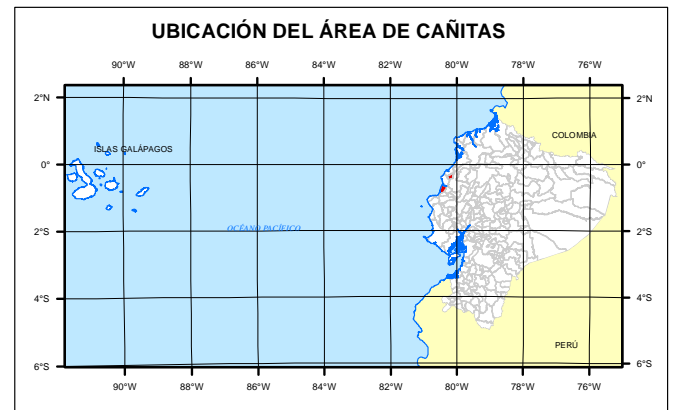 UBICACIÓN DEL ÁREA DE CAÑITAS
90°W 88°W 86°W 84°W 82°W 80°W 78°W 76°W
2°N 2°N
COLOMBIA
ISLAS GALÁPAGOS
0° 0°
2°S OCÉANO PACÍFICO 2°S
4°S 4°S
PERÚ
6°S 6°S
90°W 88°W 86°W 84°W 82°W 80°W 78°W 76°W